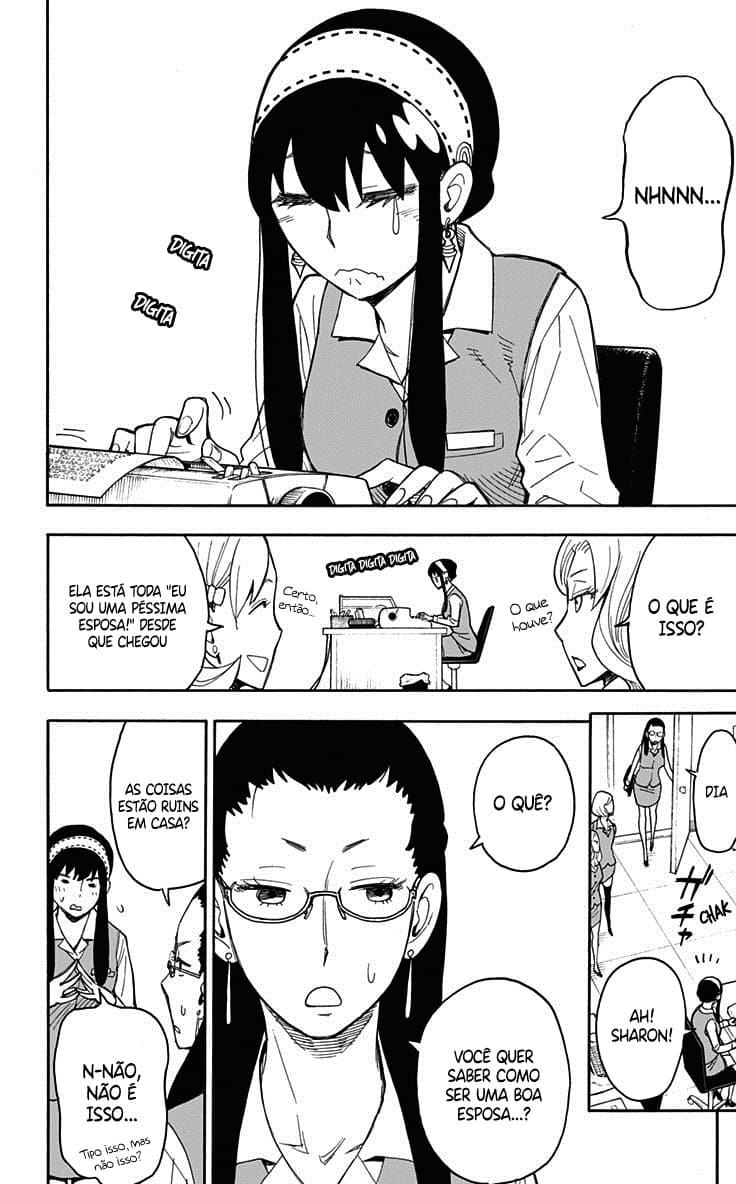 NHNNN...
DIGITA
DIGITA
O QUE É
ISSO?
O que
houve?
DIGITA DIGITA DIGITA
Certo,
então...
ELA ESTÁ TODA "EU
SOU UMA PÉSSIMA
ESPOSA!" DESDE
QUE CHEGOU
DIA
ガチャ
CHAK
AH!
SHARON!
O QUÊ?
VOCÊ QUER
SABER COMO
SER UMA BOA
ESPOSA...?
AS COISAS
ESTÃO RUINS
EM CASA?
N-NÃO,
NÃO É
ISSO...
Tipo isso, mas
não isso?